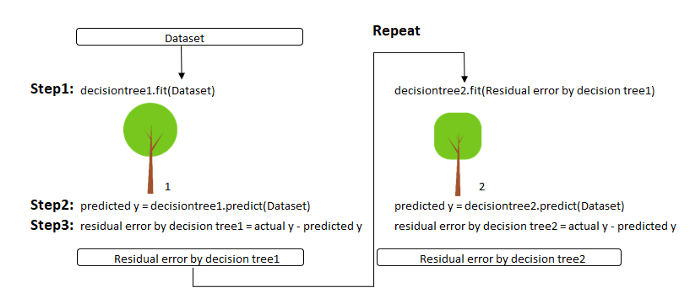 Dataset
Step1: decisiontree1.fit(Dataset)
1
Step2: predicted y = decisiontree1.predict(Dataset)
Step3: residual error by decision tree1 = actual y - predicted y
Residual error by decision tree1
Repeat
decisiontree2.fit(Residual error by decision tree1)
2
predicted y = decisiontree2.predict(Dataset)
residual error by decision tree2 = actual y - predicted y
Residual error by decision tree2